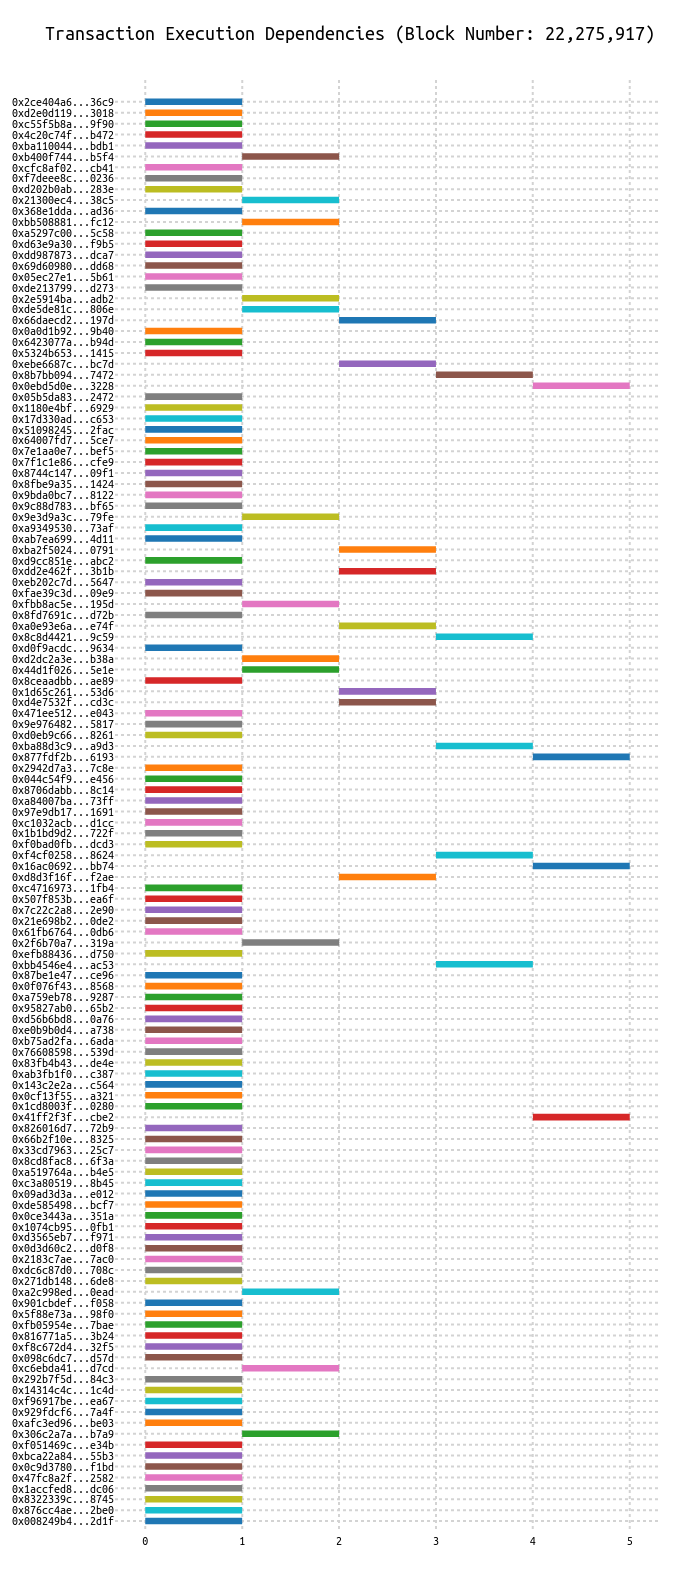 Transaction Execution Dependencies (Block Number: 22,275,917)
0x2ce404a6...36c9
0xd2e0d119...3018
0xc55f5b8a...9f90
0x4c20c74f...b472
0xba110044...bdb1
0xb400f744...b5f4
0xcfc8af02...cb41
0xf7deee8c...0236
0xd202b0ab...283e
0x21300ec4...38c5
0x368e1dda...ad36
0xbb508881...fc12
0xa5297c00...5c58
0xd63e9a30...f9b5
0xdd987873...dca7
0x69d60980...dd68
0x05ec27e1...5b61
0xde213799...d273
0x2e5914ba...adb2
0xde5de81c...806e
0x66daecd2...197d
0x0a0d1b92...9b40
0x6423077a...b94d
0x5324b653...1415
0xebe6687c...bc7d
0x8b7bb094...7472
0x0ebd5d0e...3228
0x05b5da83...2472
0x1180e4bf...6929
0x17d330ad...c653
0x51098245...2fac
0x64007fd7...5ce7
0x7e1aa0e7...bef5
0x7f1c1e86...cfe9
0x8744c147...09f1
0x8fbe9a35...1424
0x9bda0bc7...8122
0x9c88d783...bf65
0x9e3d9a3c...79fe
0xa9349530...73af
0xab7ea699...4d11
0xba2f5024...0791
0xd9cc851e...abc2
0xdd2e462f...3b1b
0xeb202c7d...5647
0xfae39c3d...09e9
0xfbb8ac5e...195d
0x8fd7691c...d72b
0xa0e93e6a...e74f
0x8c8d4421...9c59
0xd0f9acdc...9634
0xd2dc2a3e...b38a
0x44d1f026...5e1e
0x8ceaadbb...ae89
0x1d65c261...53d6
0xd4e7532f...cd3c
0x471ee512...e043
0x9e976482...5817
0xd0eb9c66...8261
0xba88d3c9...a9d3
0x877fdf2b...6193
0x2942d7a3...7c8e
0x044c54f9...e456
0x8706dabb...8c14
0xa84007ba...73ff
0x97e9db17...1691
0xc1032acb...d1cc
0x1b1bd9d2...722f
0xf0bad0fb...dcd3
0xf4cf0258...8624
0x16ac0692...bb74
0xd8d3f16f...f2ae
0xc4716973...1fb4
0x507f853b...ea6f
0x7c22c2a8...2e90
0x21e698b2...0de2
0x61fb6764...0db6
0x2f6b70a7...319a
0xefb88436...d750
0xbb4546e4...ac53
0x87be1e47...ce96
0x0f076f43...8568
0xa759eb78...9287
0x95827ab0...65b2
0xd56b6bd8...0a76
0xe0b9b0d4...a738
0xb75ad2fa...6ada
0x76608598...539d
0x83fb4b43...de4e
0xab3fb1f0...c387
0x143c2e2a...c564
0x0cf13f55...a321
0x1cd8003f...0280
0x41ff2f3f...cbe2
0x826016d7...72b9
0x66b2f10e...8325
0x33cd7963...25c7
0x8cd8fac8...6f3a
0xa519764a...b4e5
0xc3a80519...8b45
0x09ad3d3a...e012
0xde585498...bcf7
0x0ce3443a...351a
0x1074cb95...0fb1
0xd3565eb7...f971
0x0d3d60c2...d0f8
0x2183c7ae...7ac0
0xdc6c87d0...708c
0x271db148...6de8
0xa2c998ed...0ead
0x901cbdef...f058
0x5f88e73a...98f0
0xfb05954e...7bae
0x816771a5...3b24
0xf8c672d4...32f5
0x098c6dc7...d57d
0xc6ebda41...d7cd
0x292b7f5d...84c3
0x14314c4c...1c4d
0xf96917be...ea67
0x929fdcf6...7a4f
0xafc3ed96...be03
0x306c2a7a...b7a9
0xf051469c...e34b
0xbca22a84...55b3
0x0c9d3780...f1bd
0x47fc8a2f...2582
0x1accfed8...dc06
0x8322339c...8745
0x876cc4ae...2be0
0x008249b4...2d1f
0 1 2 3 4 5